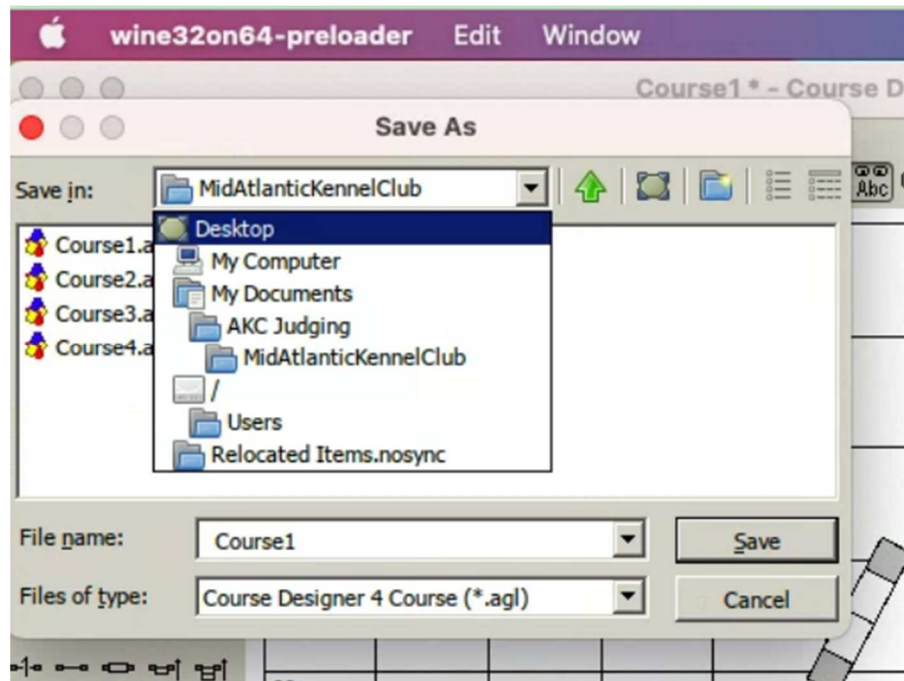 wine32on64-preloader Edit Window
Course1 * - Course D
Save As
Save in: MidAtlanticKennelClub
Abc
Desktop
Course1.a
My Computer
Course2.a
My Documents
Course3.a
AKC Judging
Course4.a
MidAtlanticKennelClub
/
Users
Relocated Items.nosync
File name: Course1 Save
Files of type: Course Designer 4 Course (*.agl) Cancel